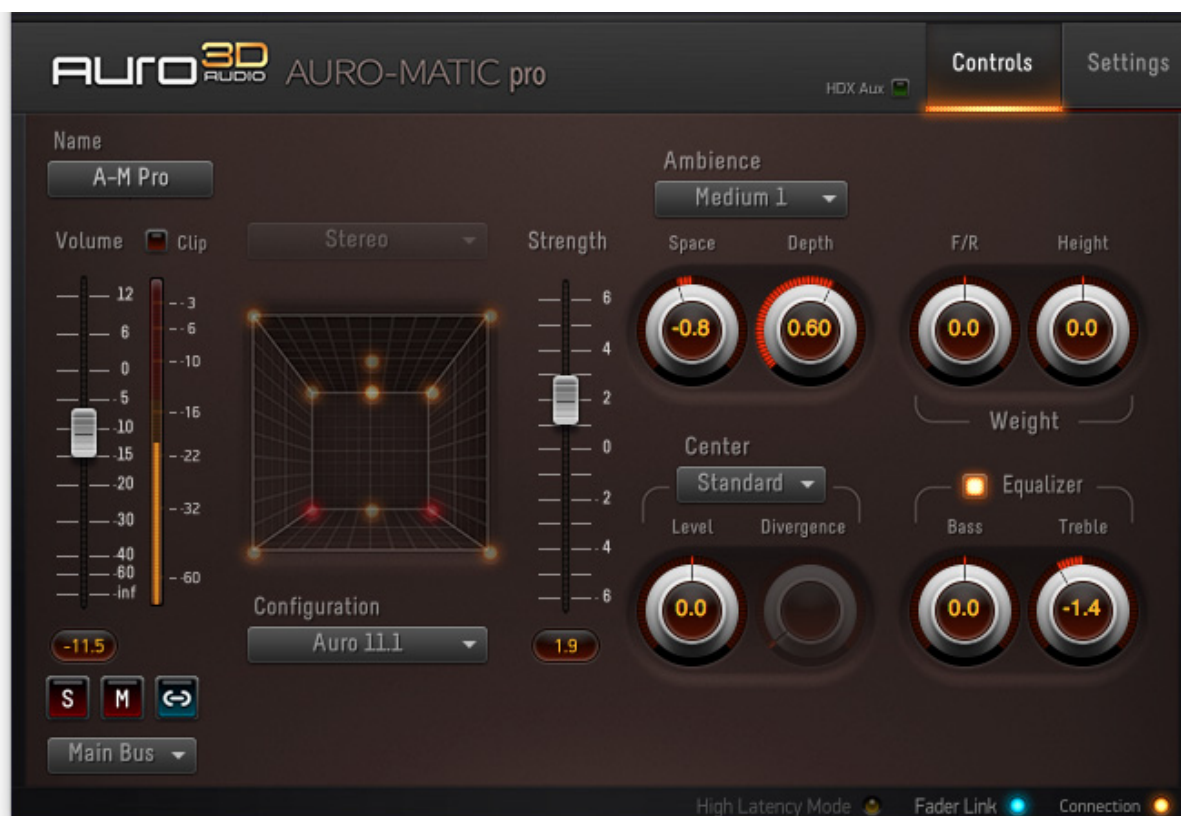 AURO 3D AUDIO AURO-MATIC pro
HDX Aux
Controls
Settings
Name
A-M Pro
Volume
Clip
12
6
0
-5
-10
-15
-20
-30
-40
-60
-inf
-3
-6
-10
-16
-22
-32
-60
-11.5
S M
Main Bus
Stereo
Configuration
Auro 11.1
Strength
6
4
2
0
-2
-4
-6
1.9
Ambience
Medium 1
Space Depth
-0.8 0.60
F/R Height
0.0 0.0
Weight
Center
Standard
Level Divergence
0.0
Equalizer
Bass Treble
0.0 -1.4
High Latency Mode Fader Link Connection